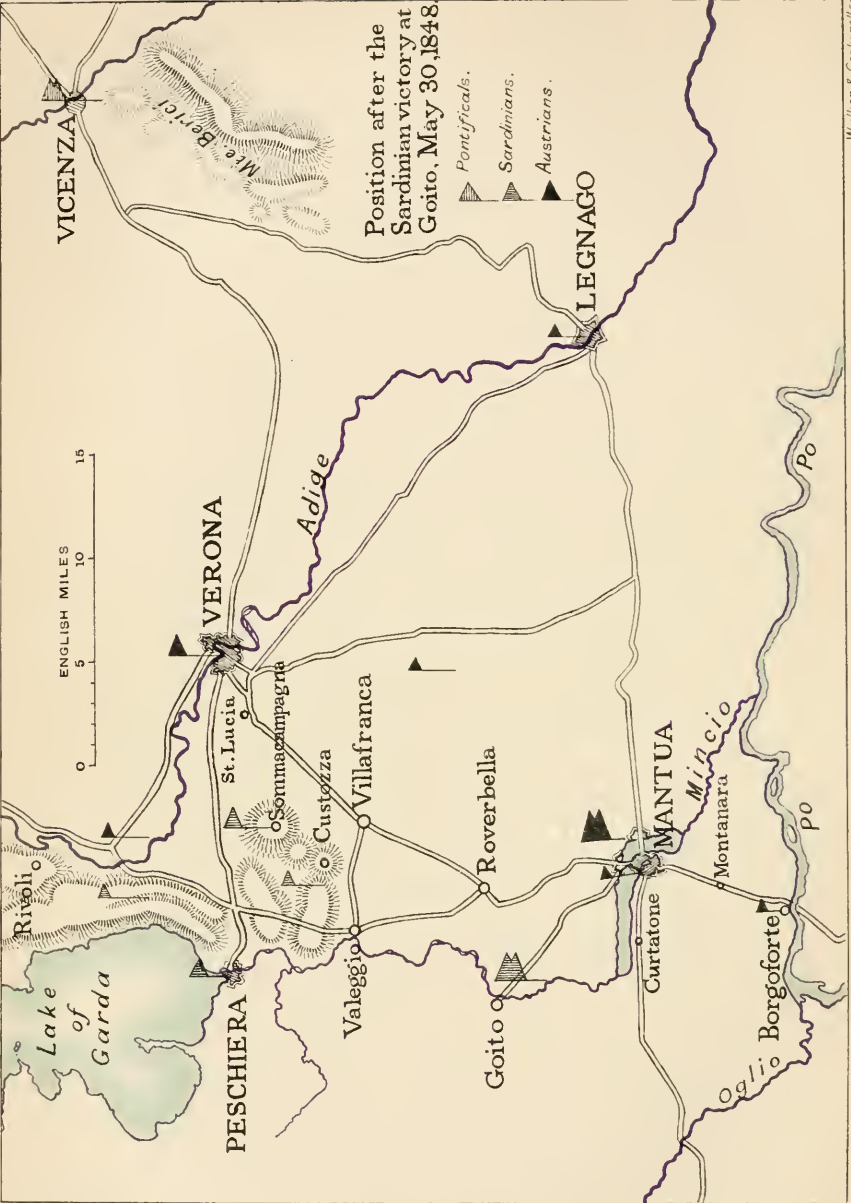 Position after the
Sardinian victory at
Goito, May 30,1848.
Pontificals.
Sardinians.
Austrians.
ENGLISH MILES
0 5 10 15
Lake
of
Garda
Rivoli
PESCHIERA
VERONA
VICENZA
Mte Berici
St. Lucia
Sommacampagna
Custozza
Villafranca
Valeggio
Adige
Roverbella
Goito
LEGNAGO
MANTUA
Curtatone
Mincio
Montanara
Borgoforte
Oglio
Po
Po